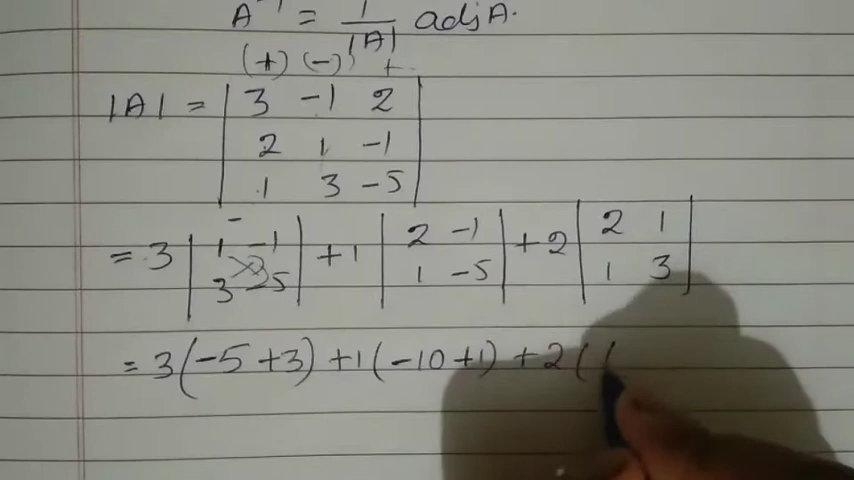 A⁻¹ = 1/|A| adjA.
(+) (-) +
|A| = | 3 -1 2 |
| 2 1 -1 |
| 1 3 -5 |
= 3 | 1 -1 | +1 | 2 -1 | +2 | 2 1 |
| 3 -5 | | 1 -5 | | 1 3 |
= 3(-5 +3) +1(-10+1) +2(